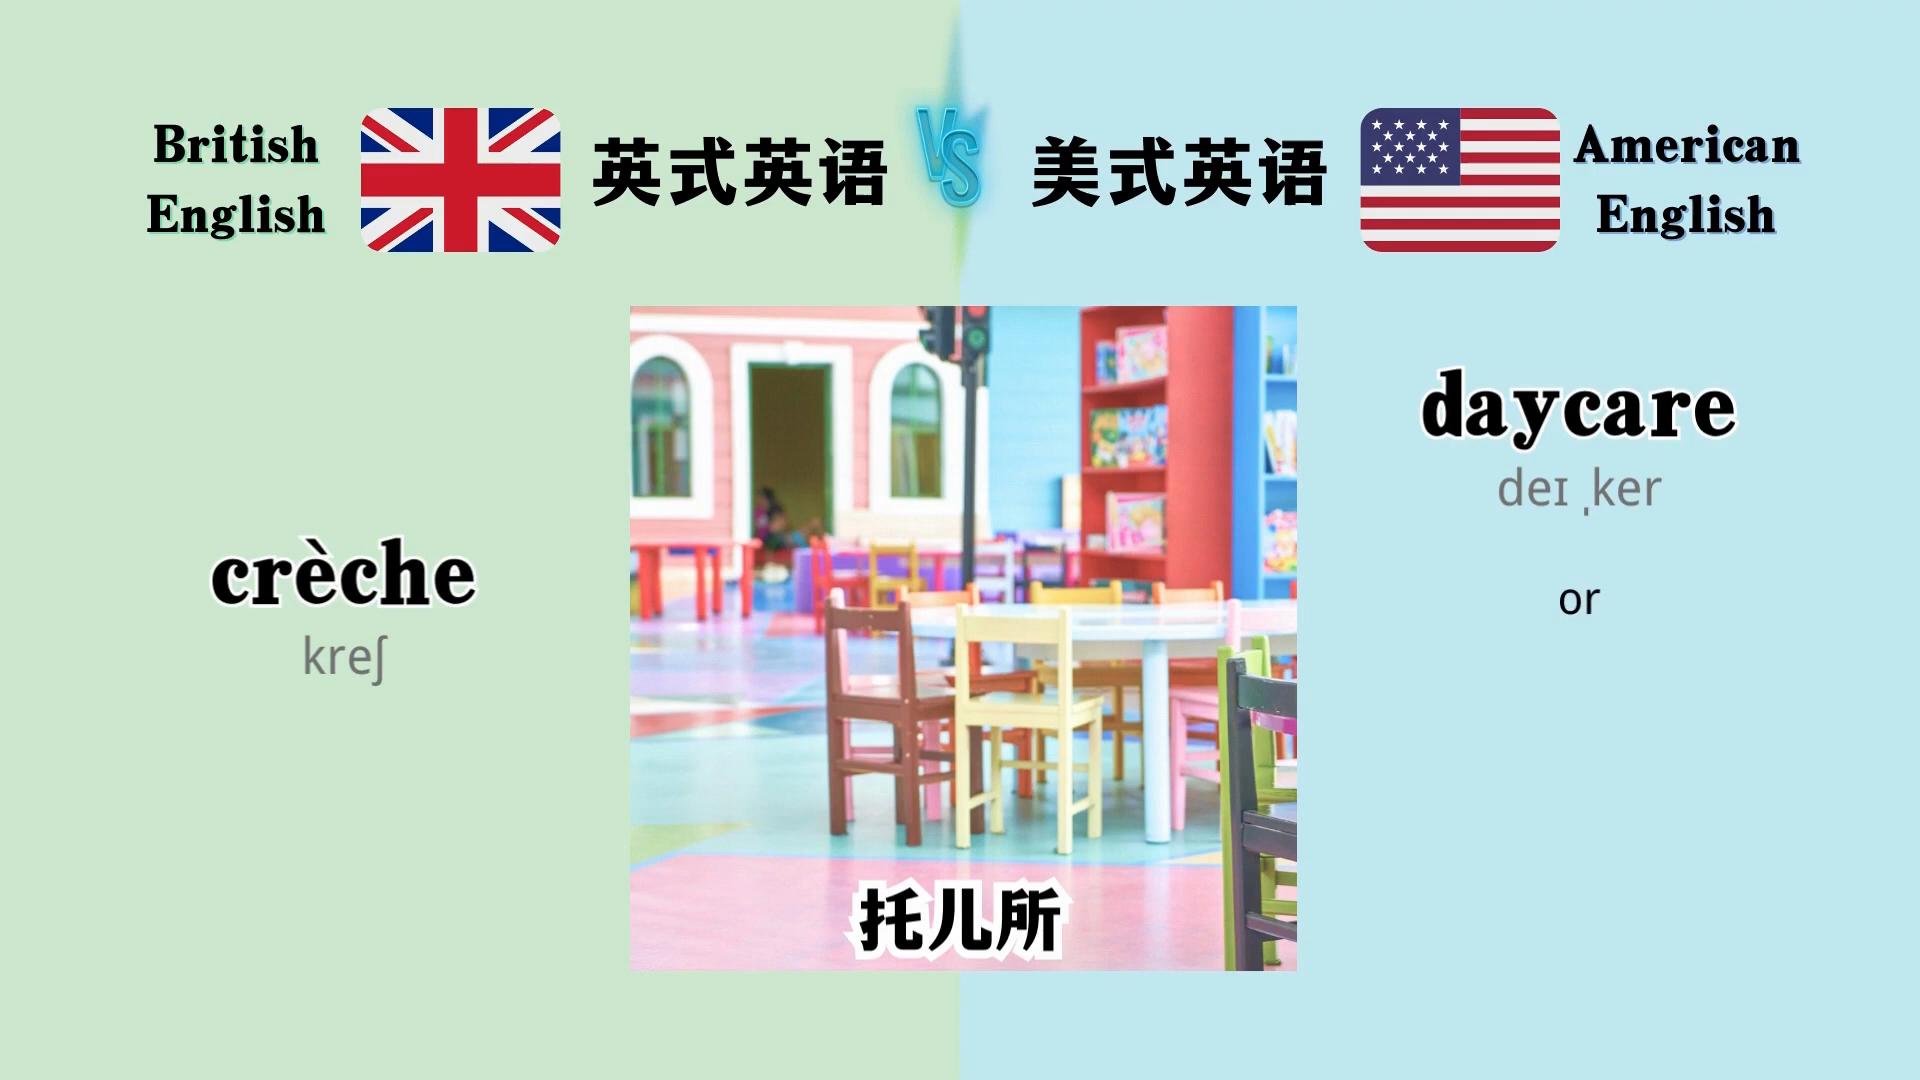 British
English
英式英语
VS
美式英语
American
English
crèche
kreʃ
daycare
deɪ ˌker
or
托儿所